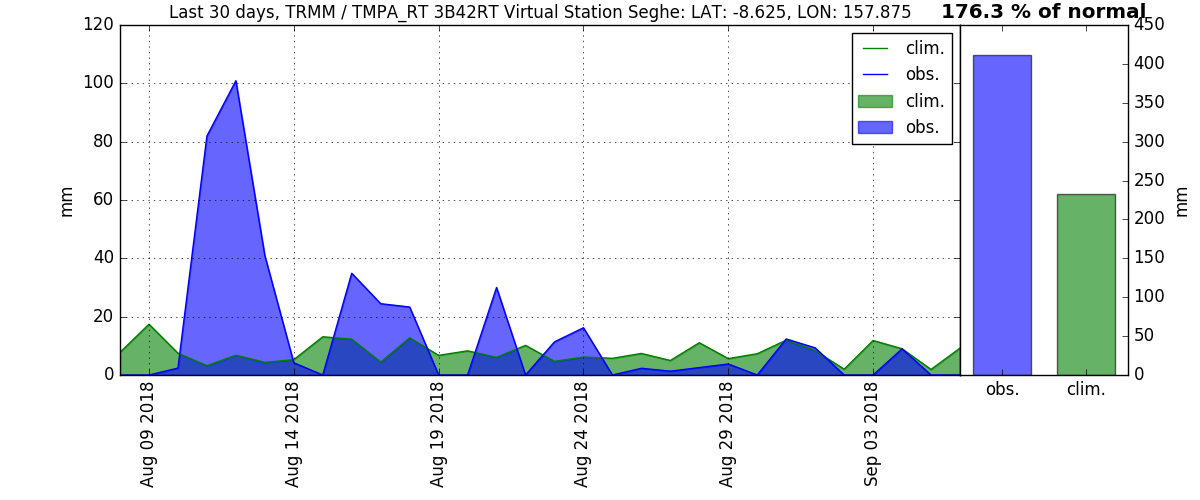 Last 30 days, TRMM / TMPA_RT 3B42RT Virtual Station Seghe: LAT: -8.625, LON: 157.875
176.3 % of normal
120
100
80
60
40
20
0
mm
clim.
obs.
clim.
obs.
450
400
350
300
250
200
150
100
50
0
mm
Aug 09 2018
Aug 14 2018
Aug 19 2018
Aug 24 2018
Aug 29 2018
Sep 03 2018
obs.
clim.